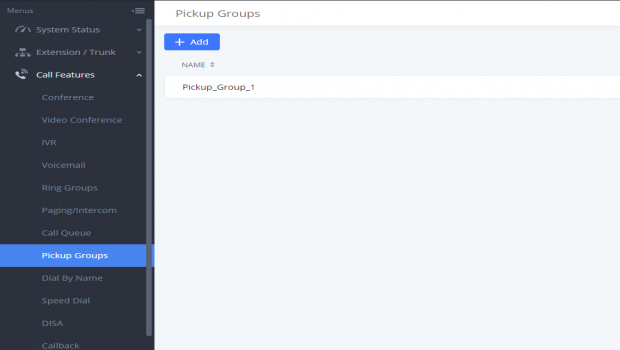 Menus
System Status
Extension / Trunk
Call Features
Conference
Video Conference
IVR
Voicemail
Ring Groups
Paging/Intercom
Call Queue
Pickup Groups
Dial By Name
Speed Dial
DISA
Callback
Pickup Groups
+ Add
NAME
Pickup_Group_1